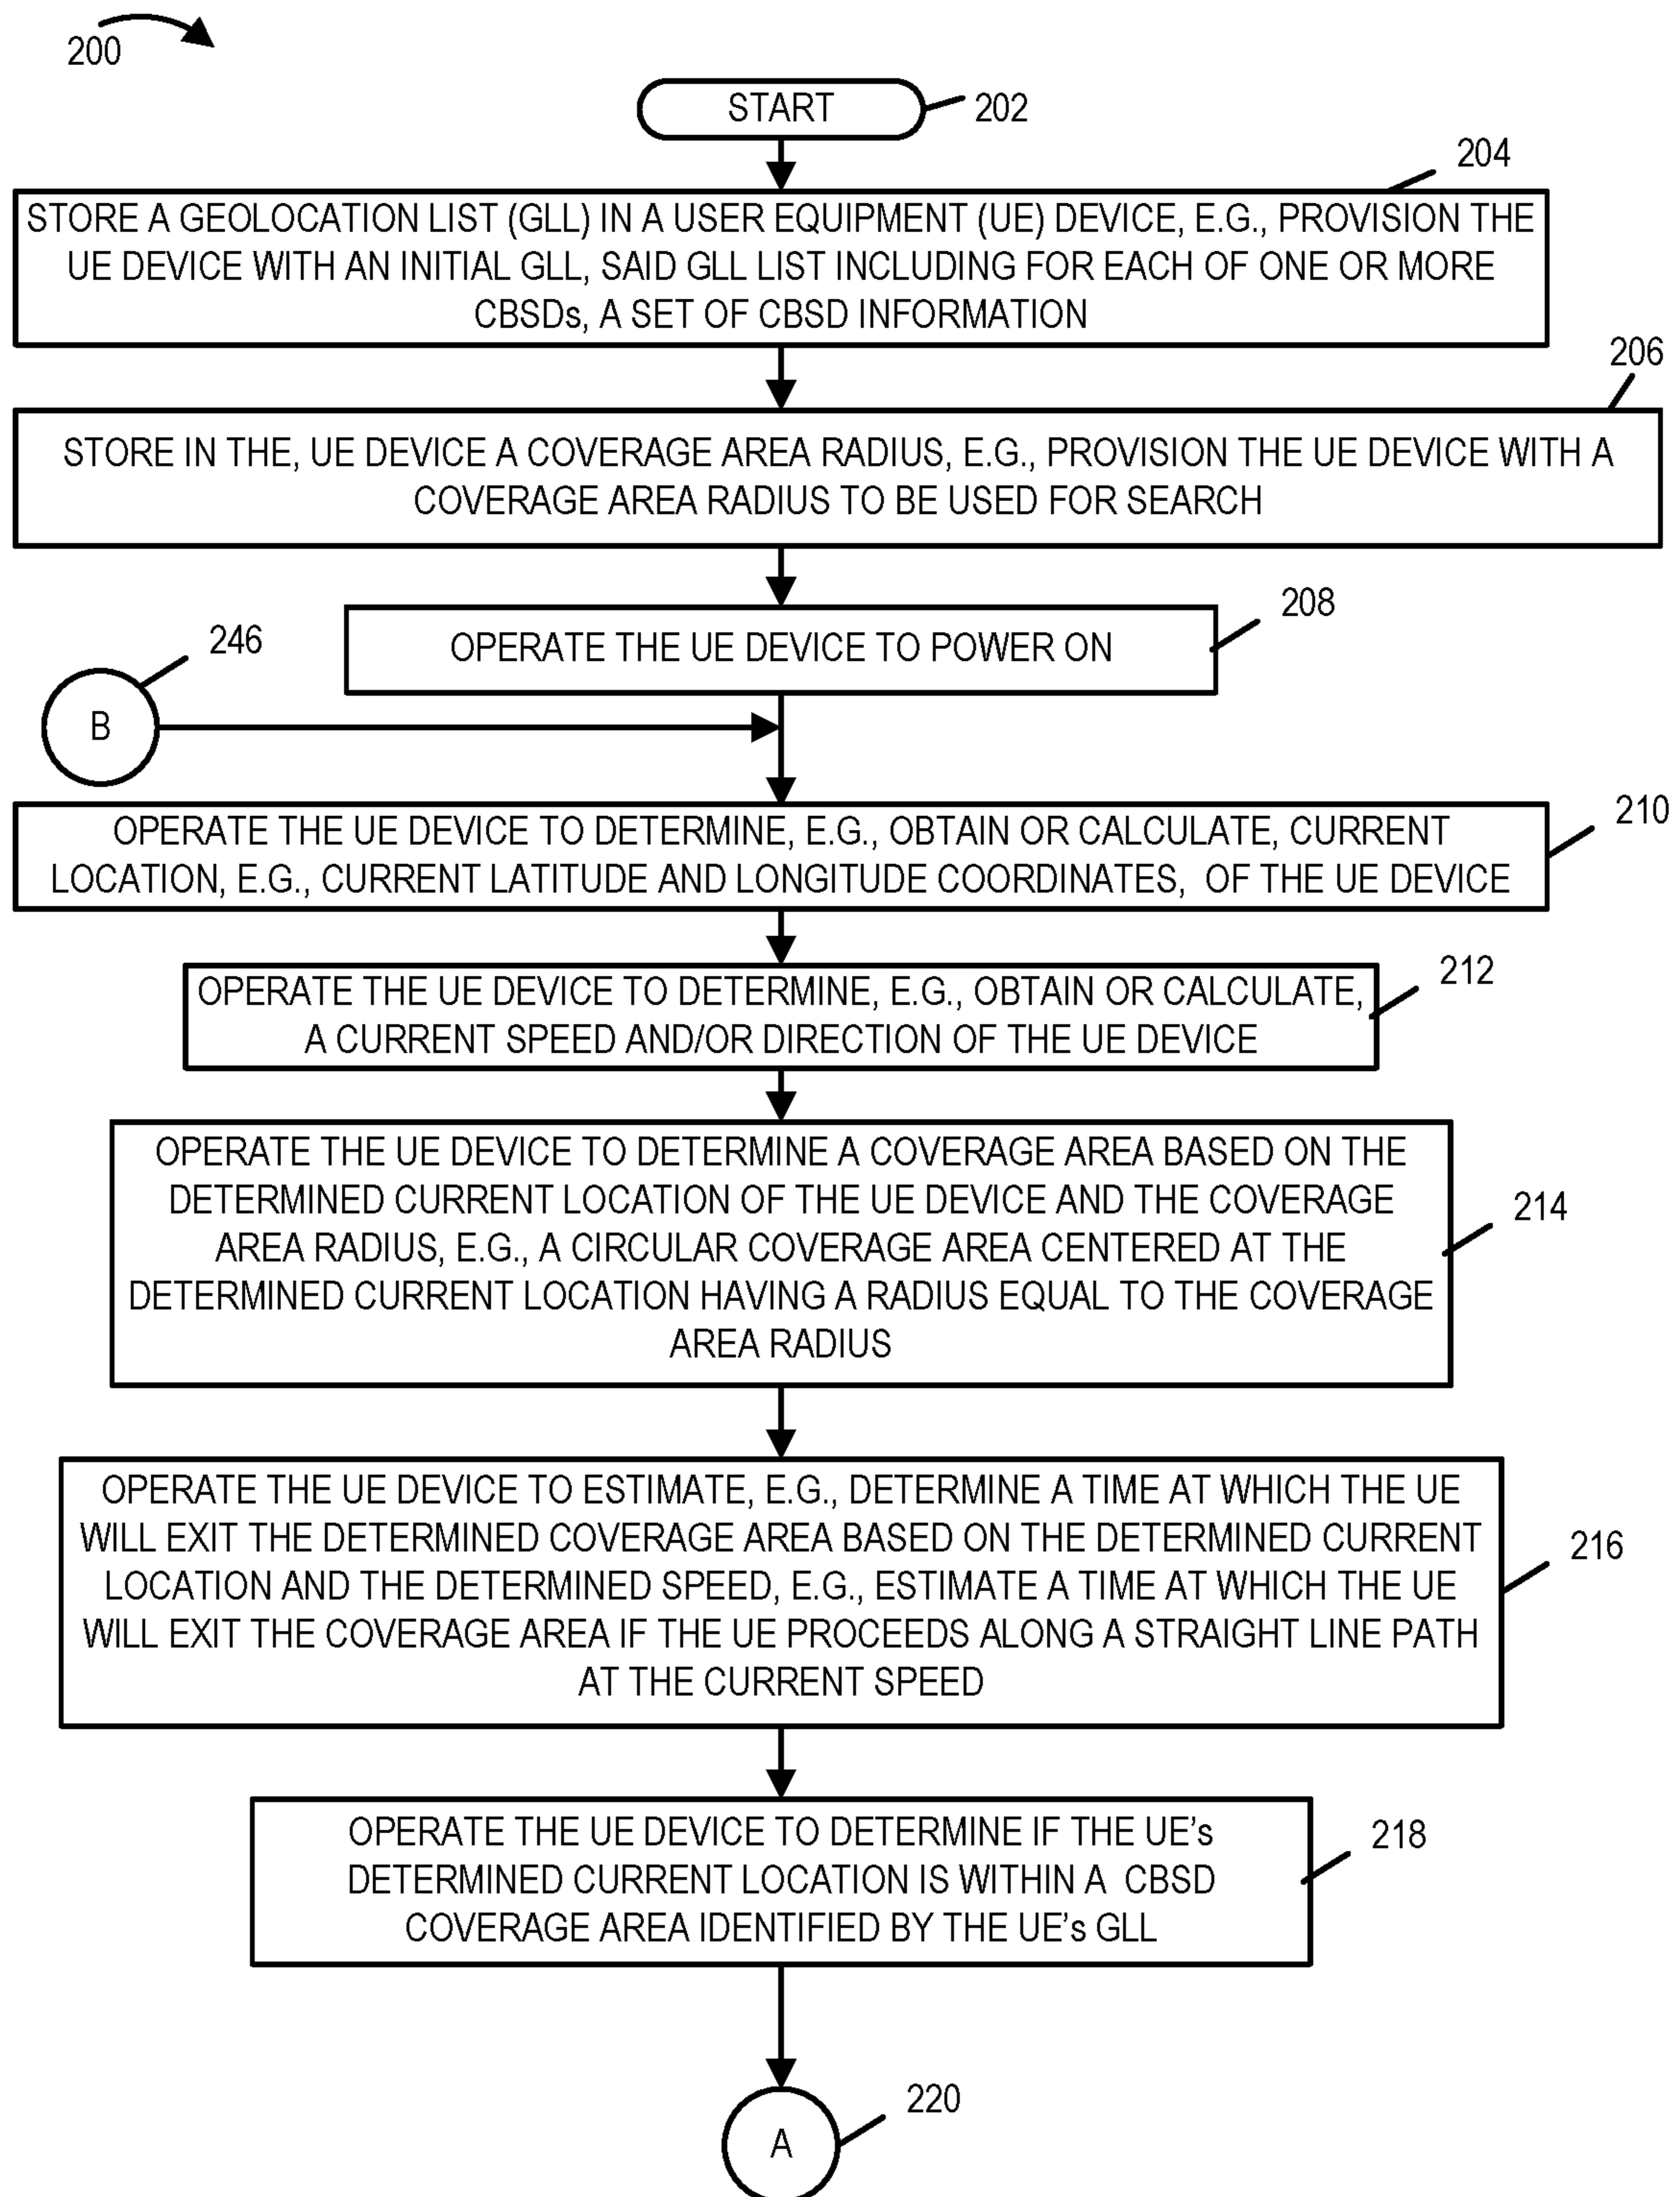 200
START
202
204
STORE A GEOLOCATION LIST (GLL) IN A USER EQUIPMENT (UE) DEVICE, E.G., PROVISION THE
UE DEVICE WITH AN INITIAL GLL, SAID GLL LIST INCLUDING FOR EACH OF ONE OR MORE
CBSDs, A SET OF CBSD INFORMATION
206
STORE IN THE, UE DEVICE A COVERAGE AREA RADIUS, E.G., PROVISION THE UE DEVICE WITH A
COVERAGE AREA RADIUS TO BE USED FOR SEARCH
208
OPERATE THE UE DEVICE TO POWER ON
246
B
210
OPERATE THE UE DEVICE TO DETERMINE, E.G., OBTAIN OR CALCULATE, CURRENT
LOCATION, E.G., CURRENT LATITUDE AND LONGITUDE COORDINATES, OF THE UE DEVICE
212
OPERATE THE UE DEVICE TO DETERMINE, E.G., OBTAIN OR CALCULATE,
A CURRENT SPEED AND/OR DIRECTION OF THE UE DEVICE
OPERATE THE UE DEVICE TO DETERMINE A COVERAGE AREA BASED ON THE
DETERMINED CURRENT LOCATION OF THE UE DEVICE AND THE COVERAGE
AREA RADIUS, E.G., A CIRCULAR COVERAGE AREA CENTERED AT THE
DETERMINED CURRENT LOCATION HAVING A RADIUS EQUAL TO THE COVERAGE
AREA RADIUS
214
OPERATE THE UE DEVICE TO ESTIMATE, E.G., DETERMINE A TIME AT WHICH THE UE
WILL EXIT THE DETERMINED COVERAGE AREA BASED ON THE DETERMINED CURRENT
LOCATION AND THE DETERMINED SPEED, E.G., ESTIMATE A TIME AT WHICH THE UE
WILL EXIT THE COVERAGE AREA IF THE UE PROCEEDS ALONG A STRAIGHT LINE PATH
AT THE CURRENT SPEED
216
OPERATE THE UE DEVICE TO DETERMINE IF THE UE's
DETERMINED CURRENT LOCATION IS WITHIN A CBSD
COVERAGE AREA IDENTIFIED BY THE UE's GLL
218
220
A